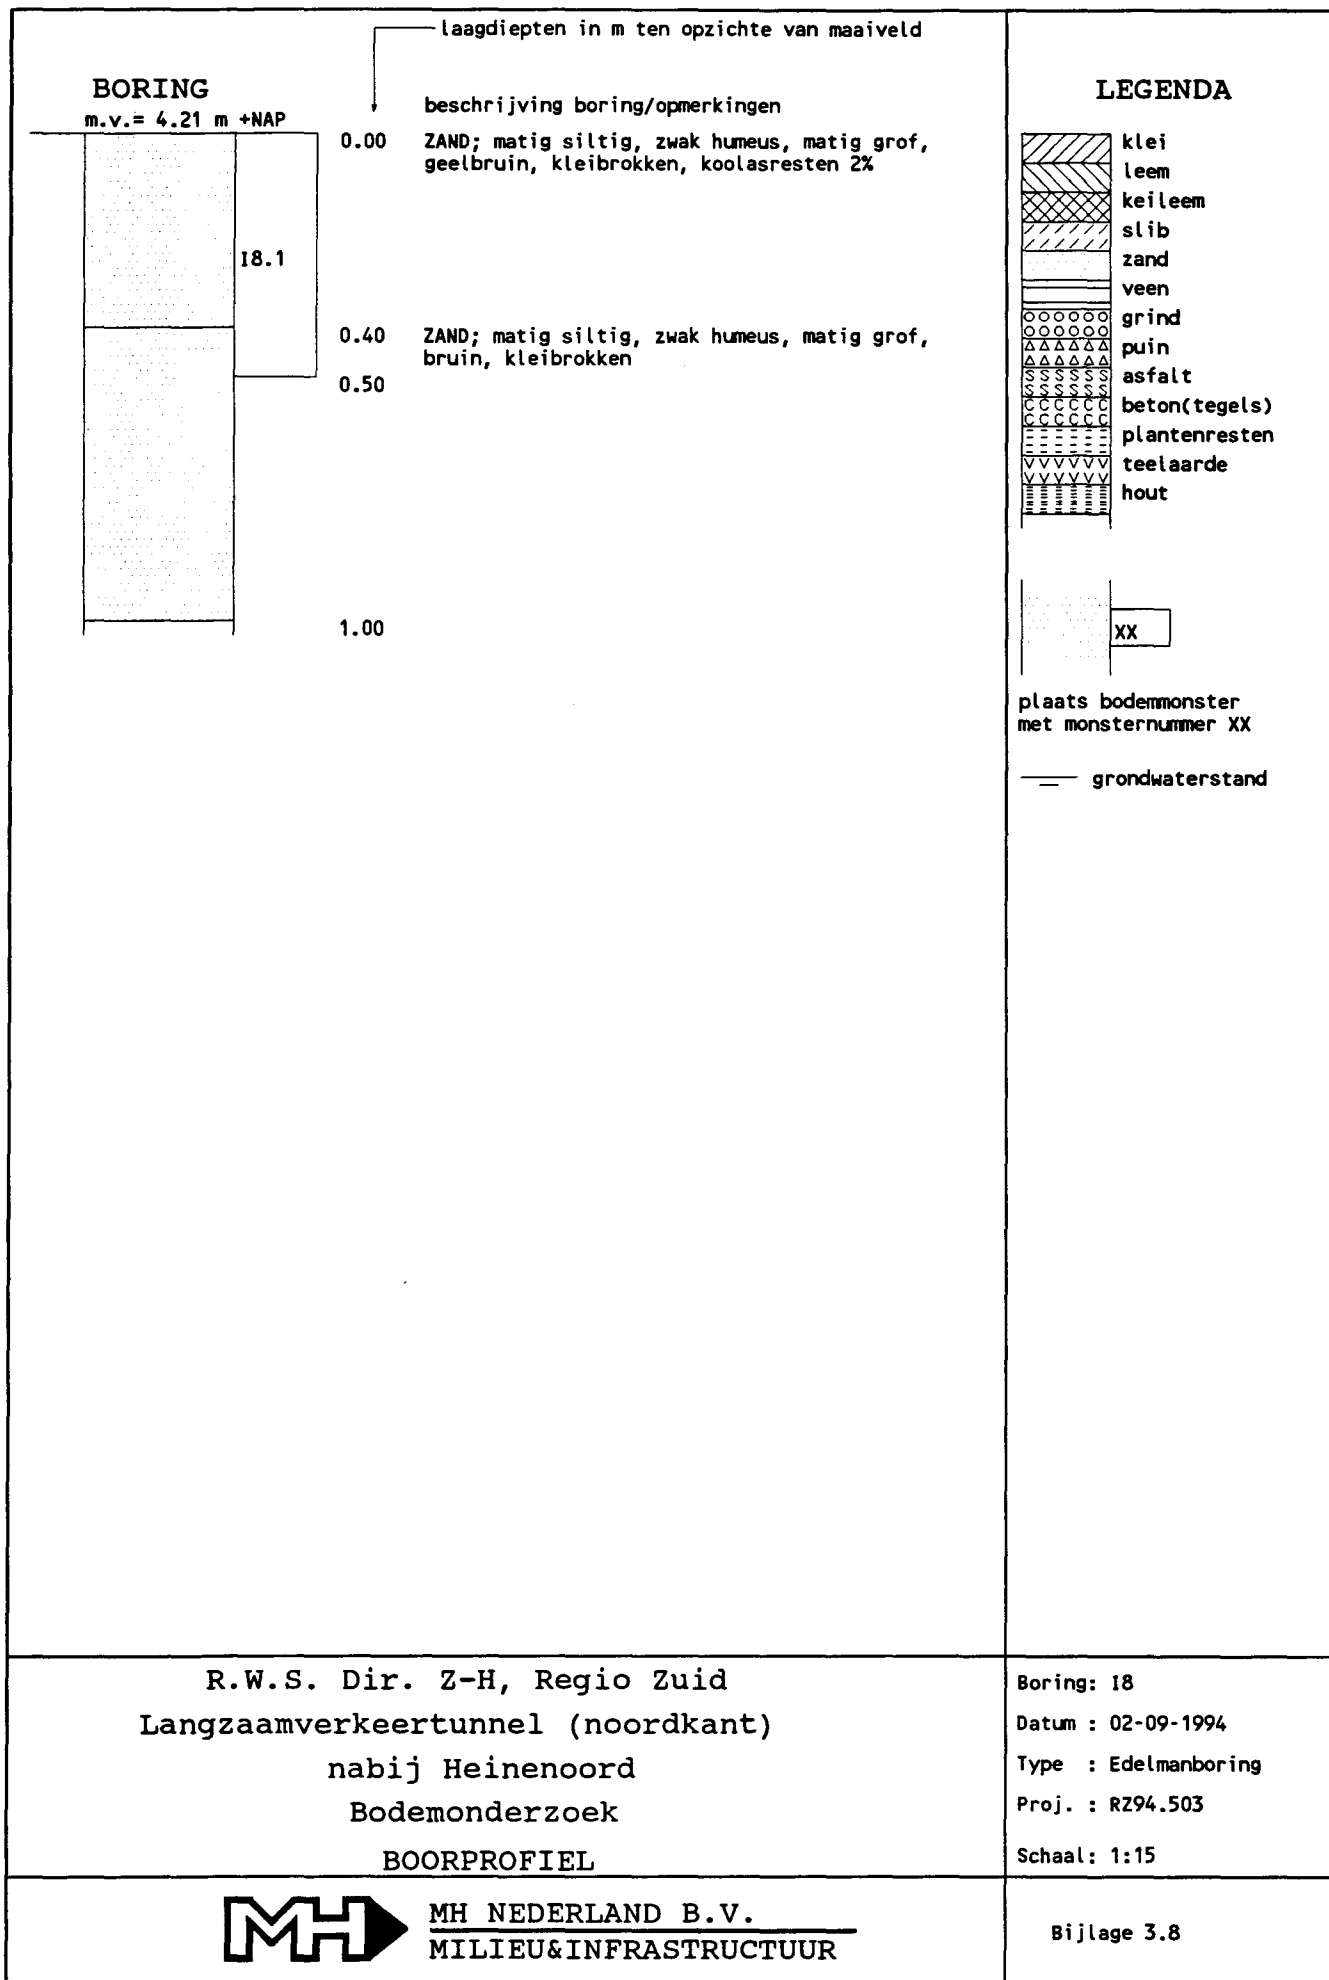 laagdiepten in m ten opzichte van maaiveld
BORING
m.v.= 4.21 m +NAP
beschrijving boring/opmerkingen
0.00 ZAND; matig siltig, zwak humeus, matig grof,
geelbruin, kleibrokken, koolasresten 2%
I8.1
0.40 ZAND; matig siltig, zwak humeus, matig grof,
bruin, kleibrokken
0.50
1.00
LEGENDA
klei
leem
keileem
slib
zand
veen
grind
puin
asfalt
beton(tegels)
plantenresten
teelaarde
hout
XX
plaats bodemmonster
met monsternummer XX
grondwaterstand
R.W.S. Dir. Z-H, Regio Zuid
Langzaamverkeertunnel (noordkant)
nabij Heinenoord
Bodemonderzoek
BOORPROFIEL
Boring: I8
Datum : 02-09-1994
Type : Edelmanboring
Proj. : RZ94.503
Schaal: 1:15
MH MH NEDERLAND B.V.
MILIEU&INFRASTRUCTUUR
Bijlage 3.8